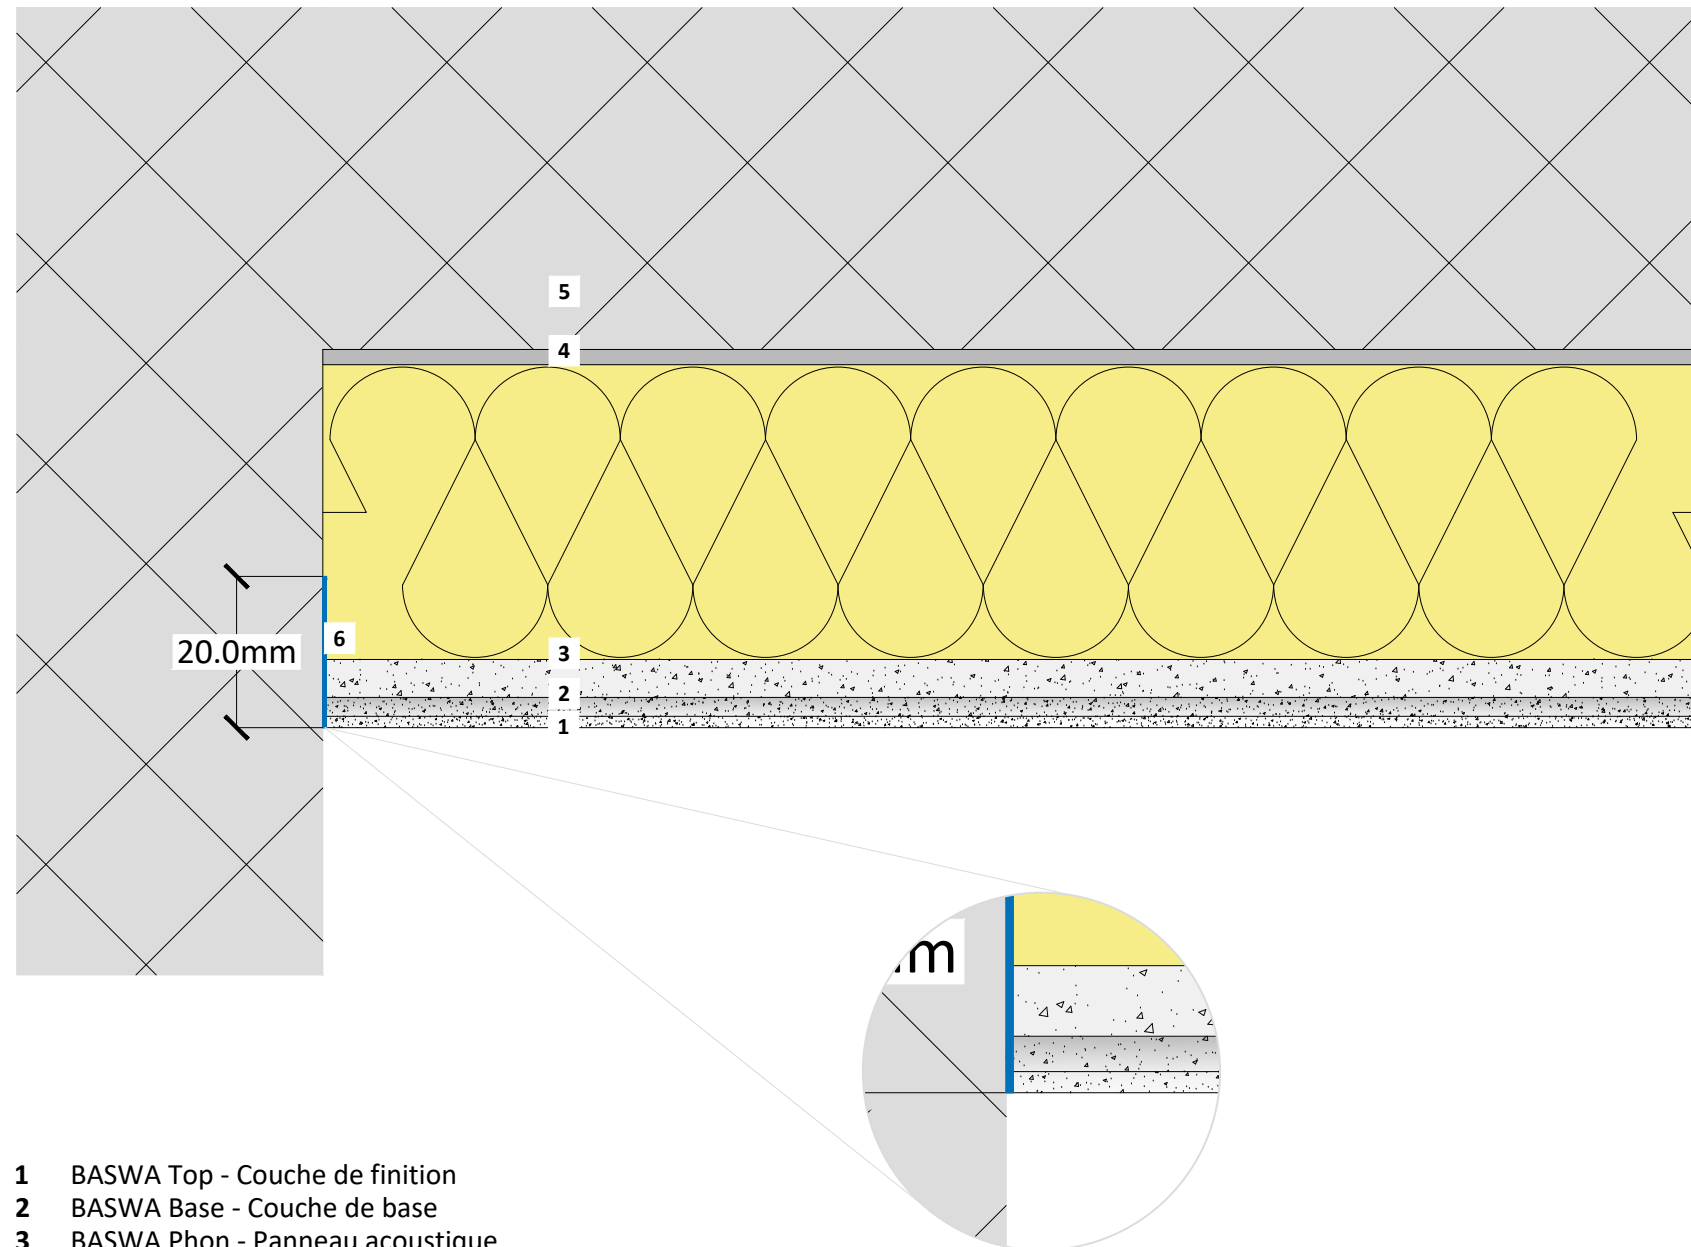 5
4
6
20.0mm
3
2
1
.m
1 BASWA Top - Couche de finition
2 BASWA Base - Couche de base
3 BASWA Phon - Panneau acoustique